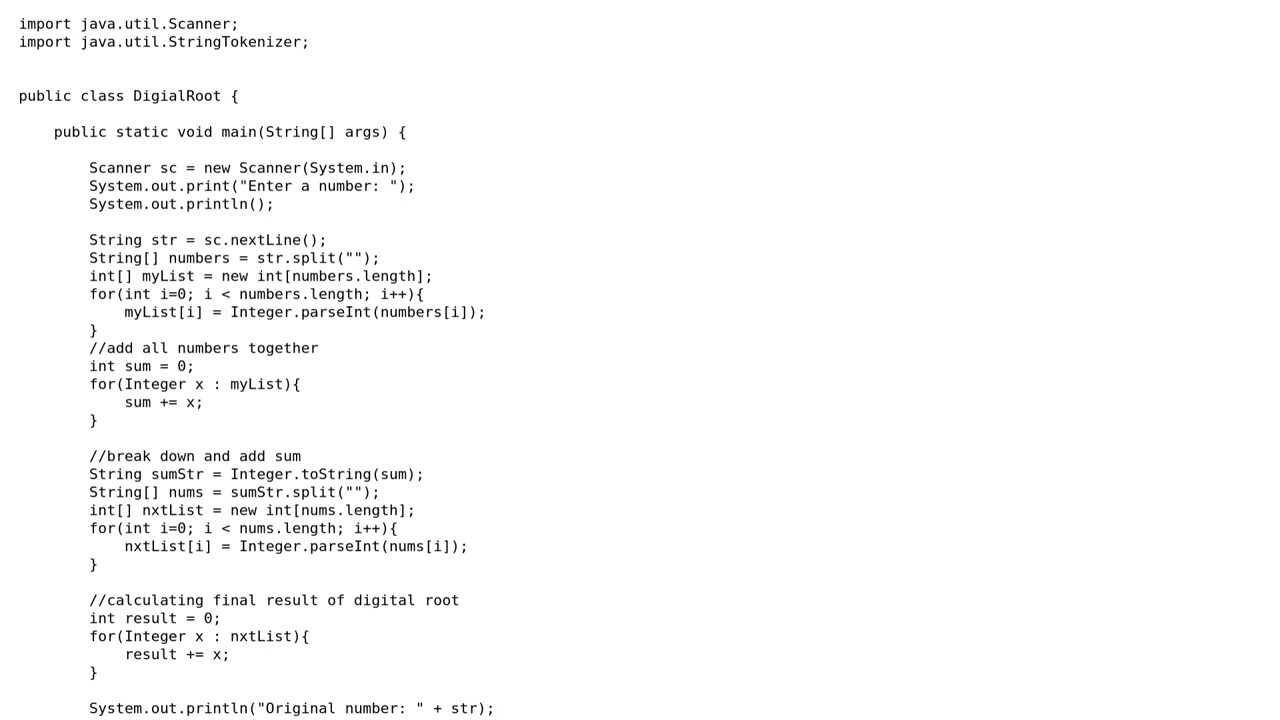 import java.util.Scanner;
import java.util.StringTokenizer;
public class DigialRoot {
public static void main(String[] args) {
Scanner sc = new Scanner(System.in);
System.out.print("Enter a number: ");
System.out.println();
String str = sc.nextLine();
String[] numbers = str.split("");
int[] myList = new int[numbers.length];
for(int i=0; i < numbers.length; i++){
myList[i] = Integer.parseInt(numbers[i]);
}
//add all numbers together
int sum = 0;
for(Integer x : myList){
sum += x;
}
//break down and add sum
String sumStr = Integer.toString(sum);
String[] nums = sumStr.split("");
int[] nxtList = new int[nums.length];
for(int i=0; i < nums.length; i++){
nxtList[i] = Integer.parseInt(nums[i]);
}
//calculating final result of digital root
int result = 0;
for(Integer x : nxtList){
result += x;
}
System.out.println("Original number: " + str);